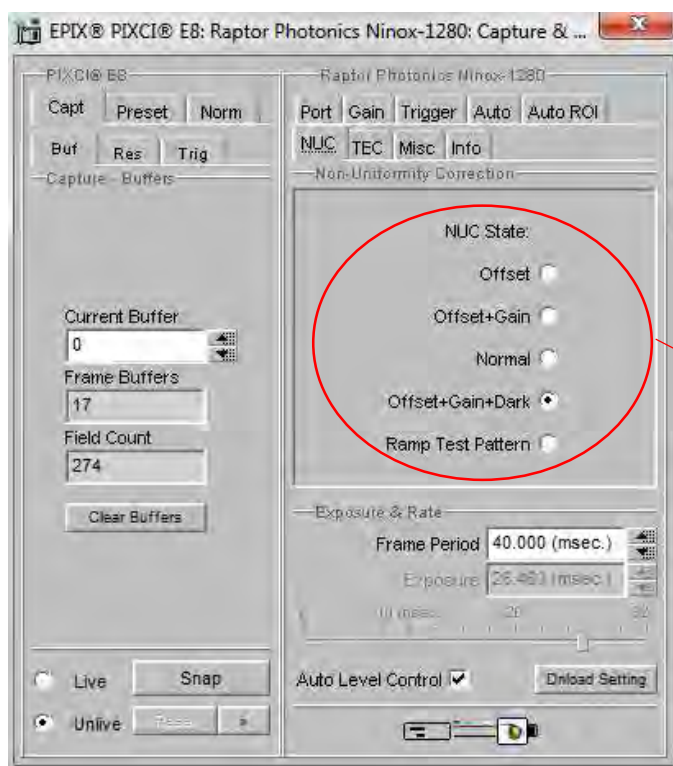 EPIX® PIXCI® E8: Raptor Photonics Ninox-1280: Capture & ...
PIXCI® E8
Capt Preset Norm
Buf Res Trig
Capture - Buffers
Current Buffer
0
Frame Buffers
17
Field Count
274
Clear Buffers
Live Snap
Unlive
Raptor Photonics Ninox-1280
Port Gain Trigger Auto Auto ROI
NUC TEC Misc Info
Non-Uniformity Correction
NUC State:
Offset
Offset+Gain
Normal
Offset+Gain+Dark
Ramp Test Pattern
Exposure & Rate
Frame Period 40.000 (msec.)
Exposure (msec.)
Auto Level Control Dnload Setting